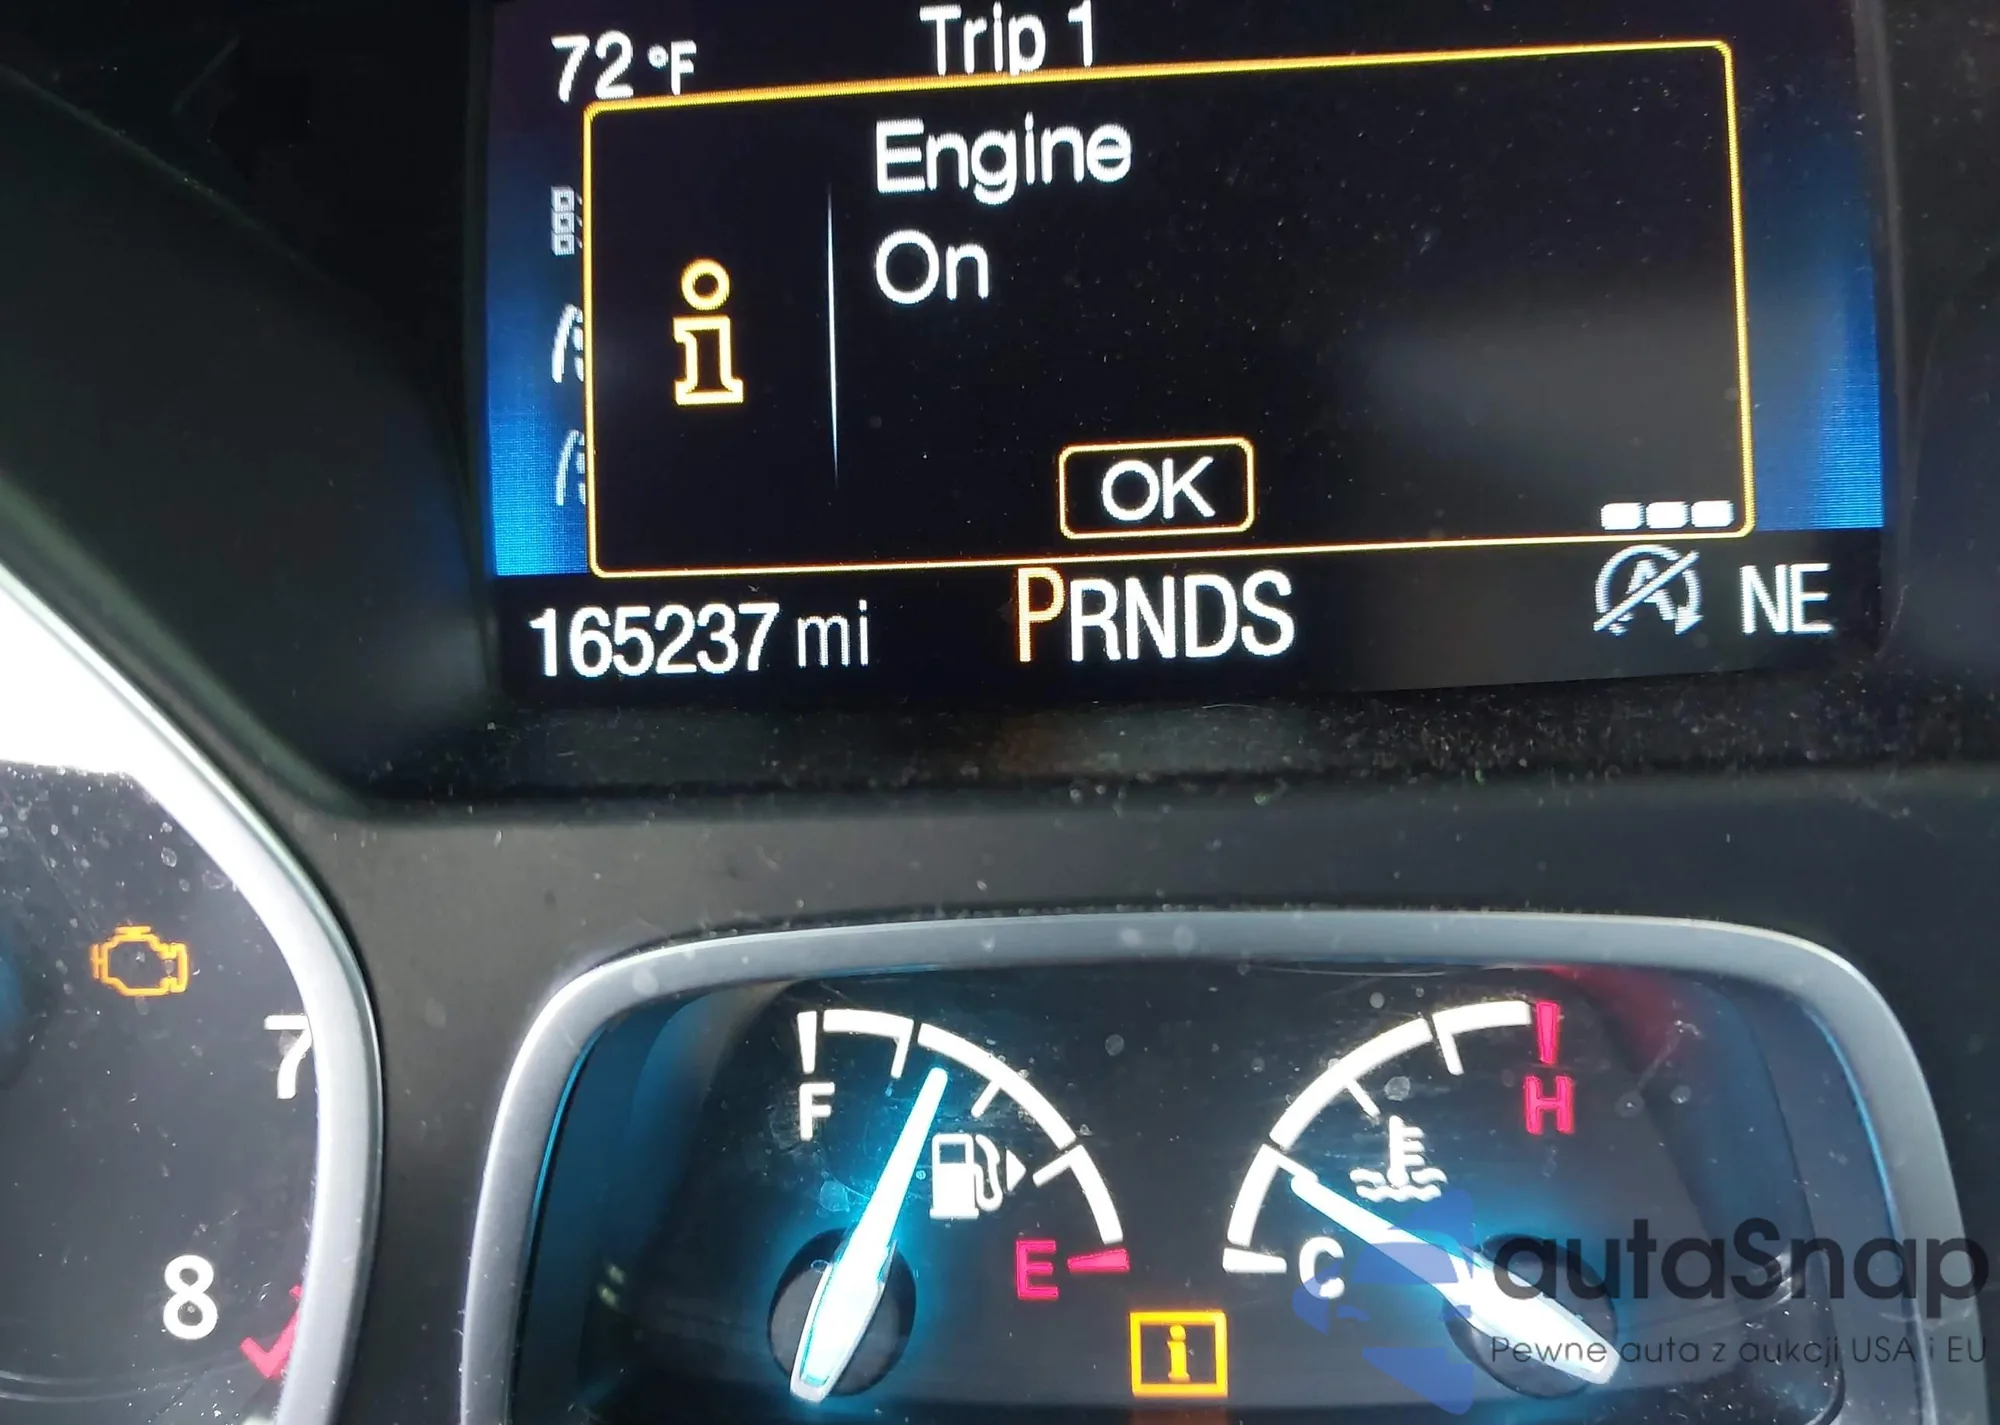 72 °F
Trip 1
Engine
On
i
OK
165237 mi
PRNDS
A
NE
7
8
F
E
H
C
i
autaSnap
Pewne auta z aukcji USA i EU